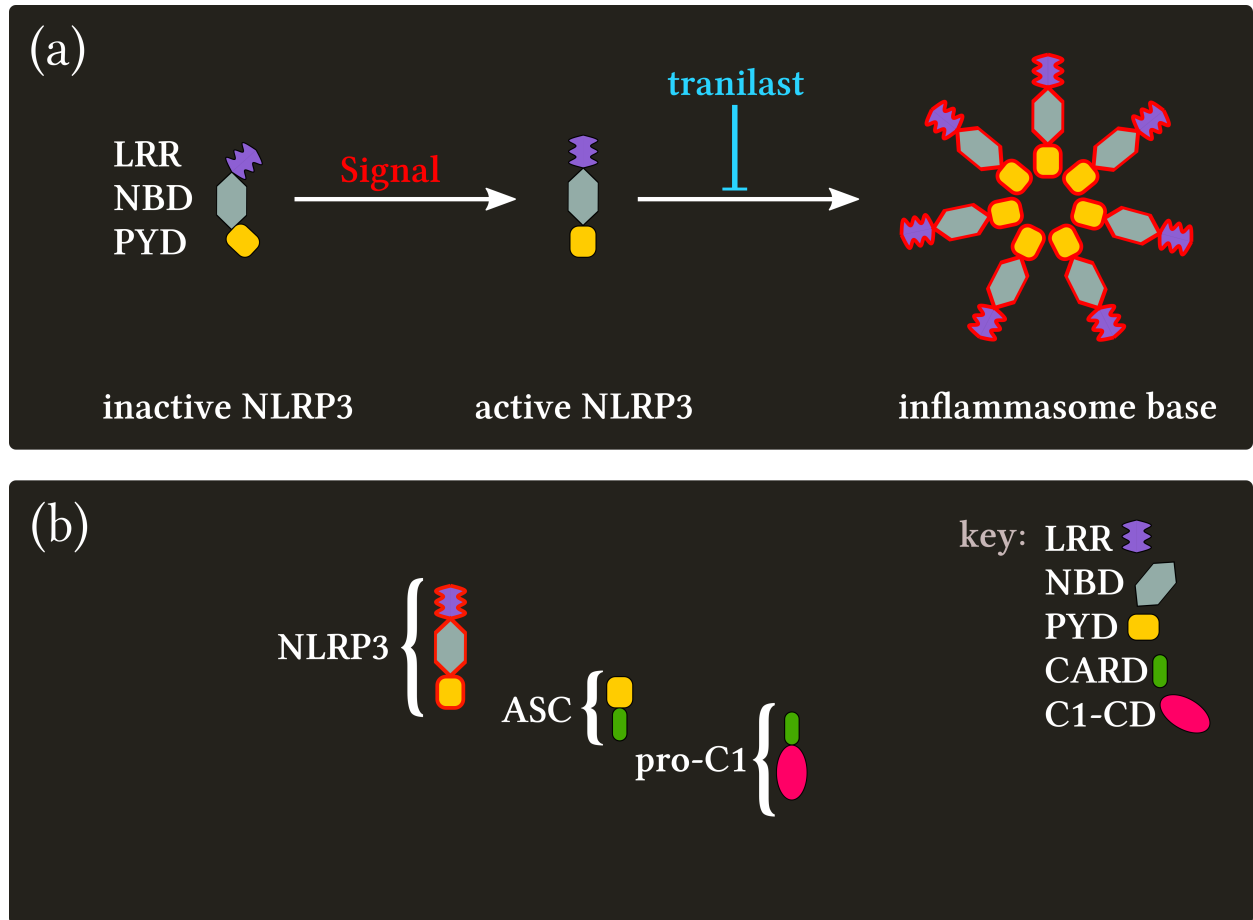 (a)
tranilast
LRR
Signal
NBD
PYD
inactive NLRP3
active NLRP3
inflammasome base
(b)
key:
LRR
NBD
PYD
CARD
C1-CD
NLRP3
ASC
pro-C1